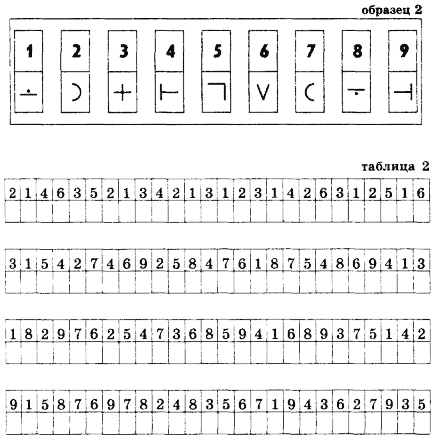 образец 2
1 2 3 4 5 6 7 8 9
таблица 2
2 1 4 6 3 5 2 1 3 4 2 1 3 1 2 3 1 4 2 6 3 1 2 5 1 6
3 1 5 4 2 7 4 6 9 2 5 8 4 7 6 1 8 7 5 4 8 6 9 4 1 3
1 8 2 9 7 6 2 5 4 7 3 6 8 5 9 4 1 6 8 9 3 7 5 1 4 2
9 1 5 8 7 6 9 7 8 2 4 8 3 5 6 7 1 9 4 3 6 2 7 9 3 5